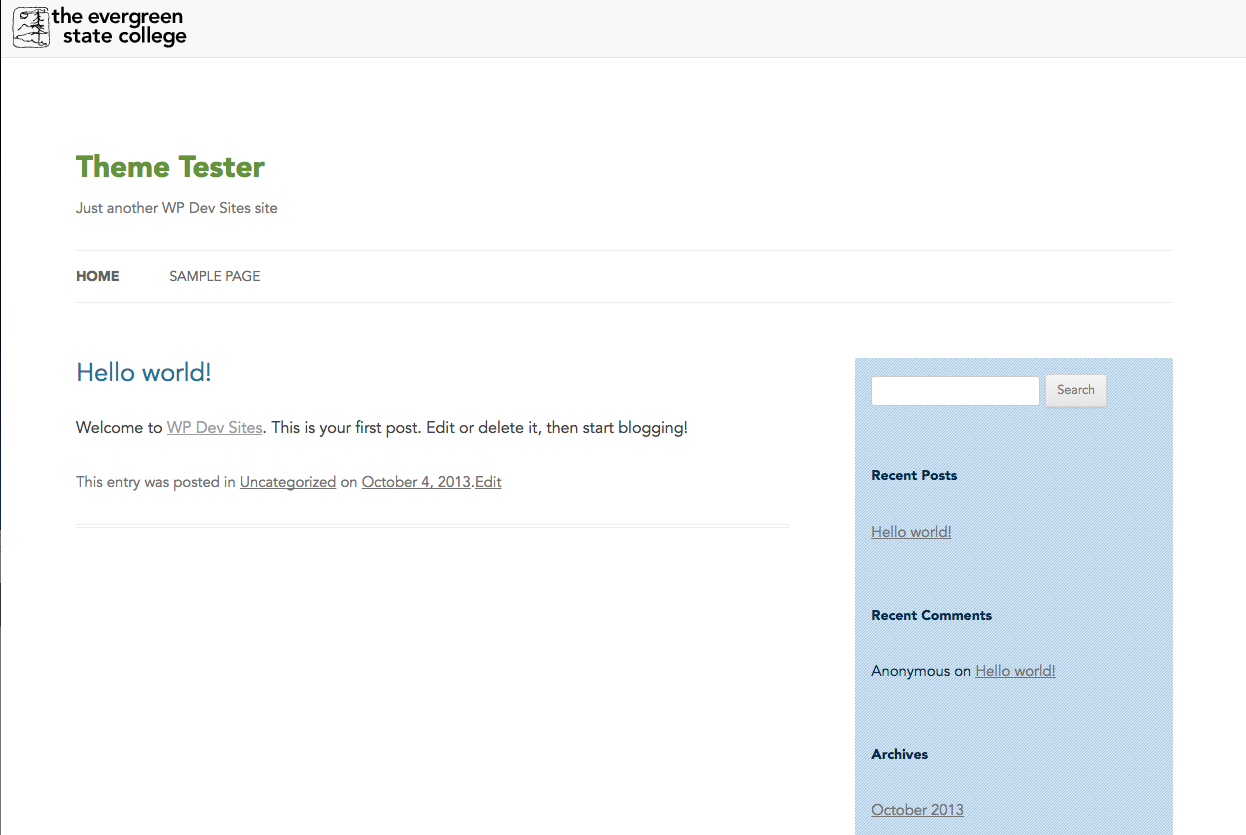 the evergreen
state college
Theme Tester
Just another WP Dev Sites site
HOME SAMPLE PAGE
Hello world!
Welcome to WP Dev Sites. This is your first post. Edit or delete it, then start blogging!
This entry was posted in Uncategorized on October 4, 2013.Edit
Search
Recent Posts
Hello world!
Recent Comments
Anonymous on Hello world!
Archives
October 2013